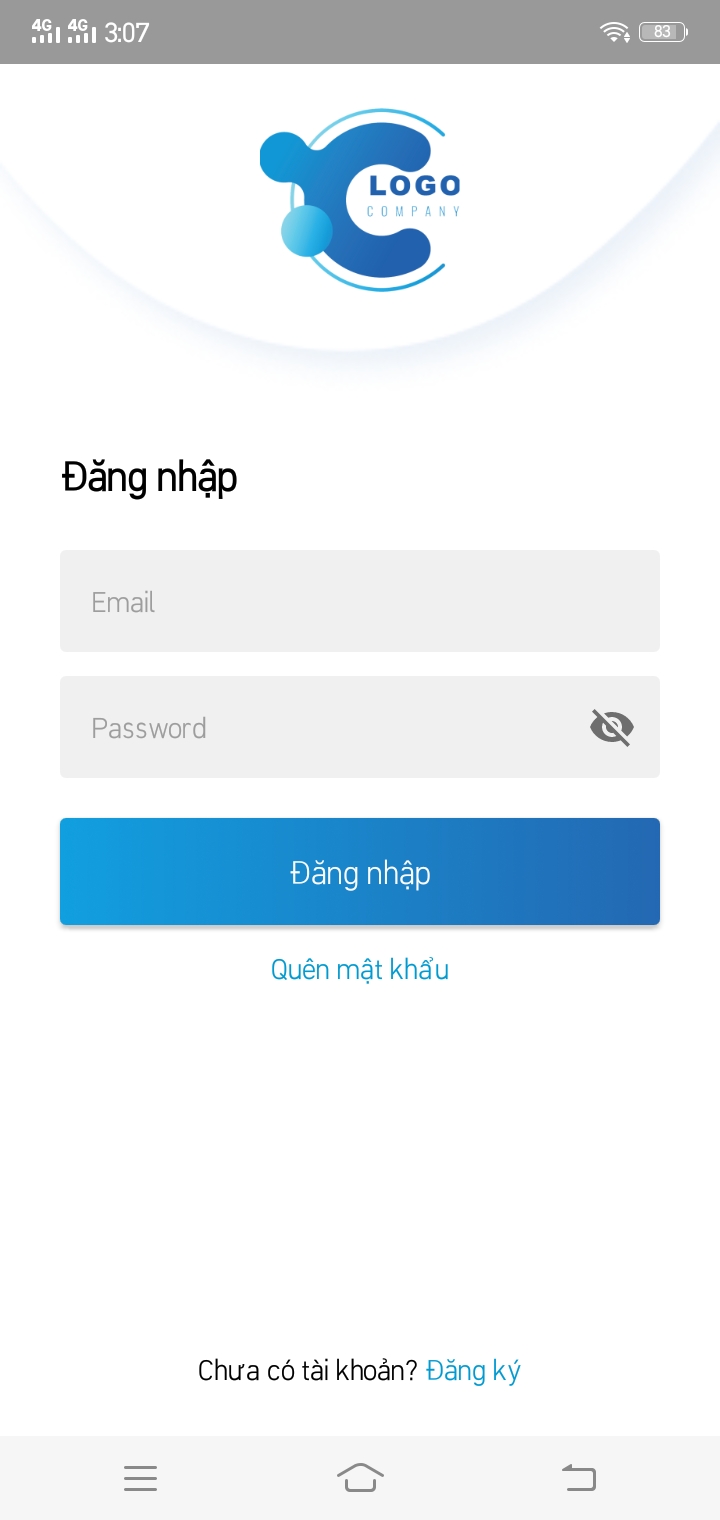 4G 4G 3:07 83
LOGO
COMPANY
Đăng nhập
Email
Password
Đăng nhập
Quên mật khẩu
Chưa có tài khoản? Đăng ký